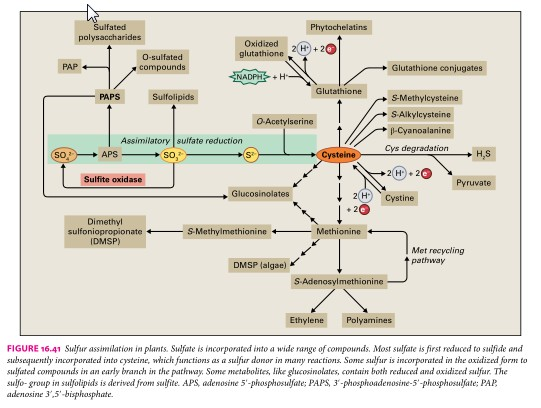 Sulfated
polysaccharides
Phytochelatins
Oxidized
glutathione
2 H+ + 2 e-
PAP
O-sulfated
compounds
NADPH + H+
Glutathione conjugates
Glutathione
PAPS
Sulfolipids
S-Methylcysteine
S-Alkylcysteine
β-Cyanoalanine
O-Acetylserine
Assimilatory sulfate reduction
Cys degradation
SO₄²⁻
APS
SO₃²⁻
S²⁻
Cysteine
H₂S
2 H+ + 2 e-
Pyruvate
Sulfite oxidase
Glucosinolates
2 H+
+ 2 e-
Cystine
Dimethyl
sulfoniopropionate
(DMSP)
S-Methylmethionine
Methionine
Met recycling
pathway
DMSP (algae)
S-Adenosylmethionine
Ethylene
Polyamines
FIGURE 16.41 Sulfur assimilation in plants. Sulfate is incorporated into a wide range of compounds. Most sulfate is first reduced to sulfide and
subsequently incorporated into cysteine, which functions as a sulfur donor in many reactions. Some sulfur is incorporated in the oxidized form to
sulfated compounds in an early branch in the pathway. Some metabolites, like glucosinolates, contain both reduced and oxidized sulfur. The
sulfo- group in sulfolipids is derived from sulfite. APS, adenosine 5′-phosphosulfate; PAPS, 3′-phosphoadenosine-5′-phosphosulfate; PAP,
adenosine 3′,5′-bisphosphate.